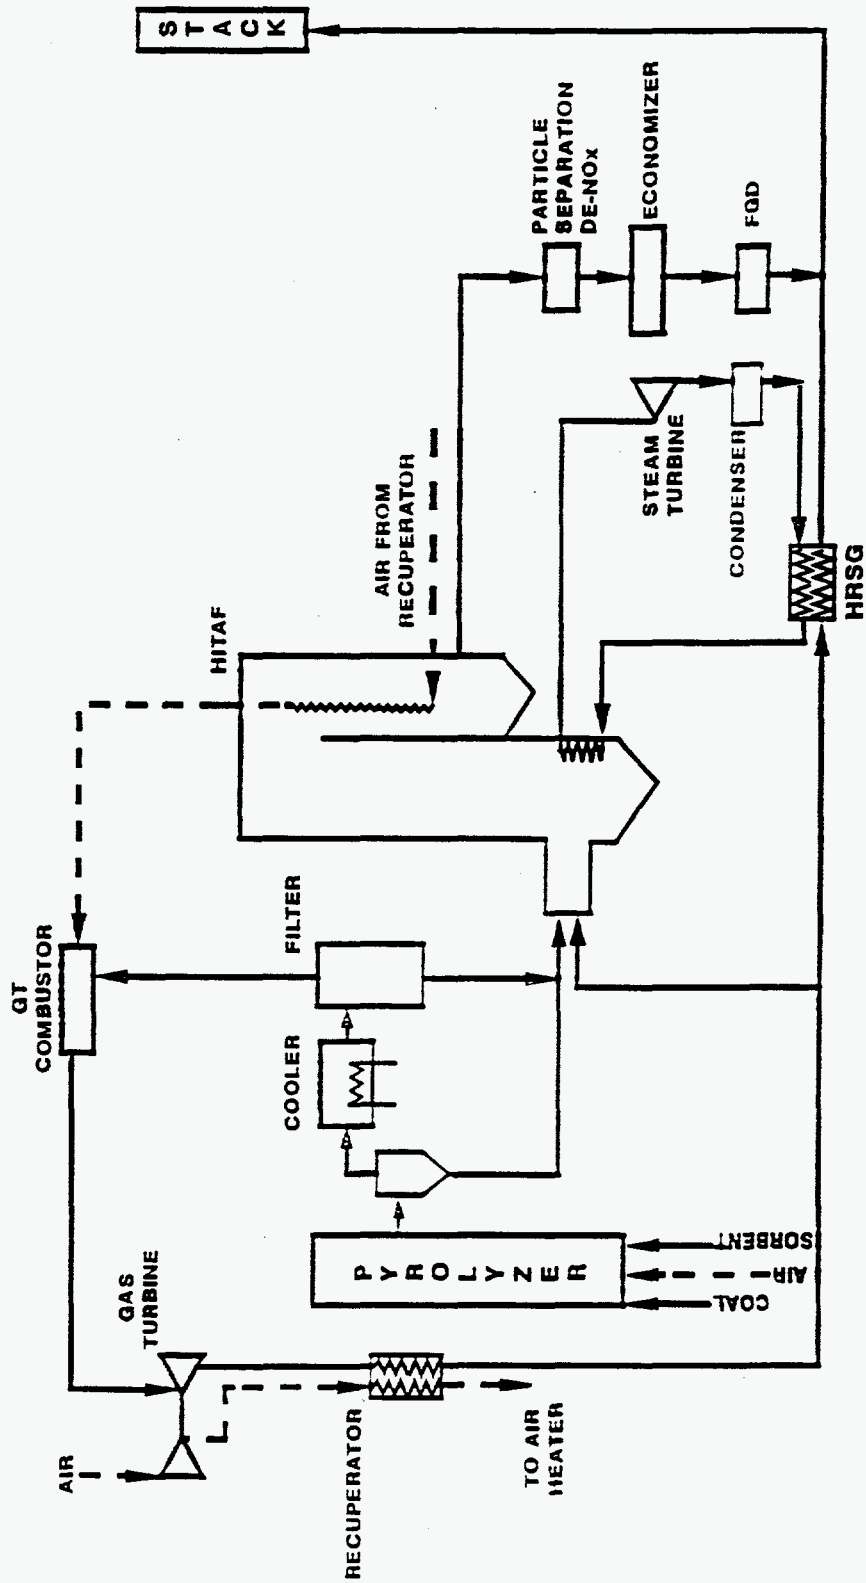 STACK
PARTICLE
SEPARATION
DE-NOx
ECONOMIZER
FGD
STEAM
TURBINE
CONDENSER
HRSG
AIR FROM
RECUPERATOR
HITAF
GT
COMBUSTOR
FILTER
COOLER
PYROLYZER
SORBENT
AIR
COAL
GAS
TURBINE
AIR
RECUPERATOR
TO AIR
HEATER